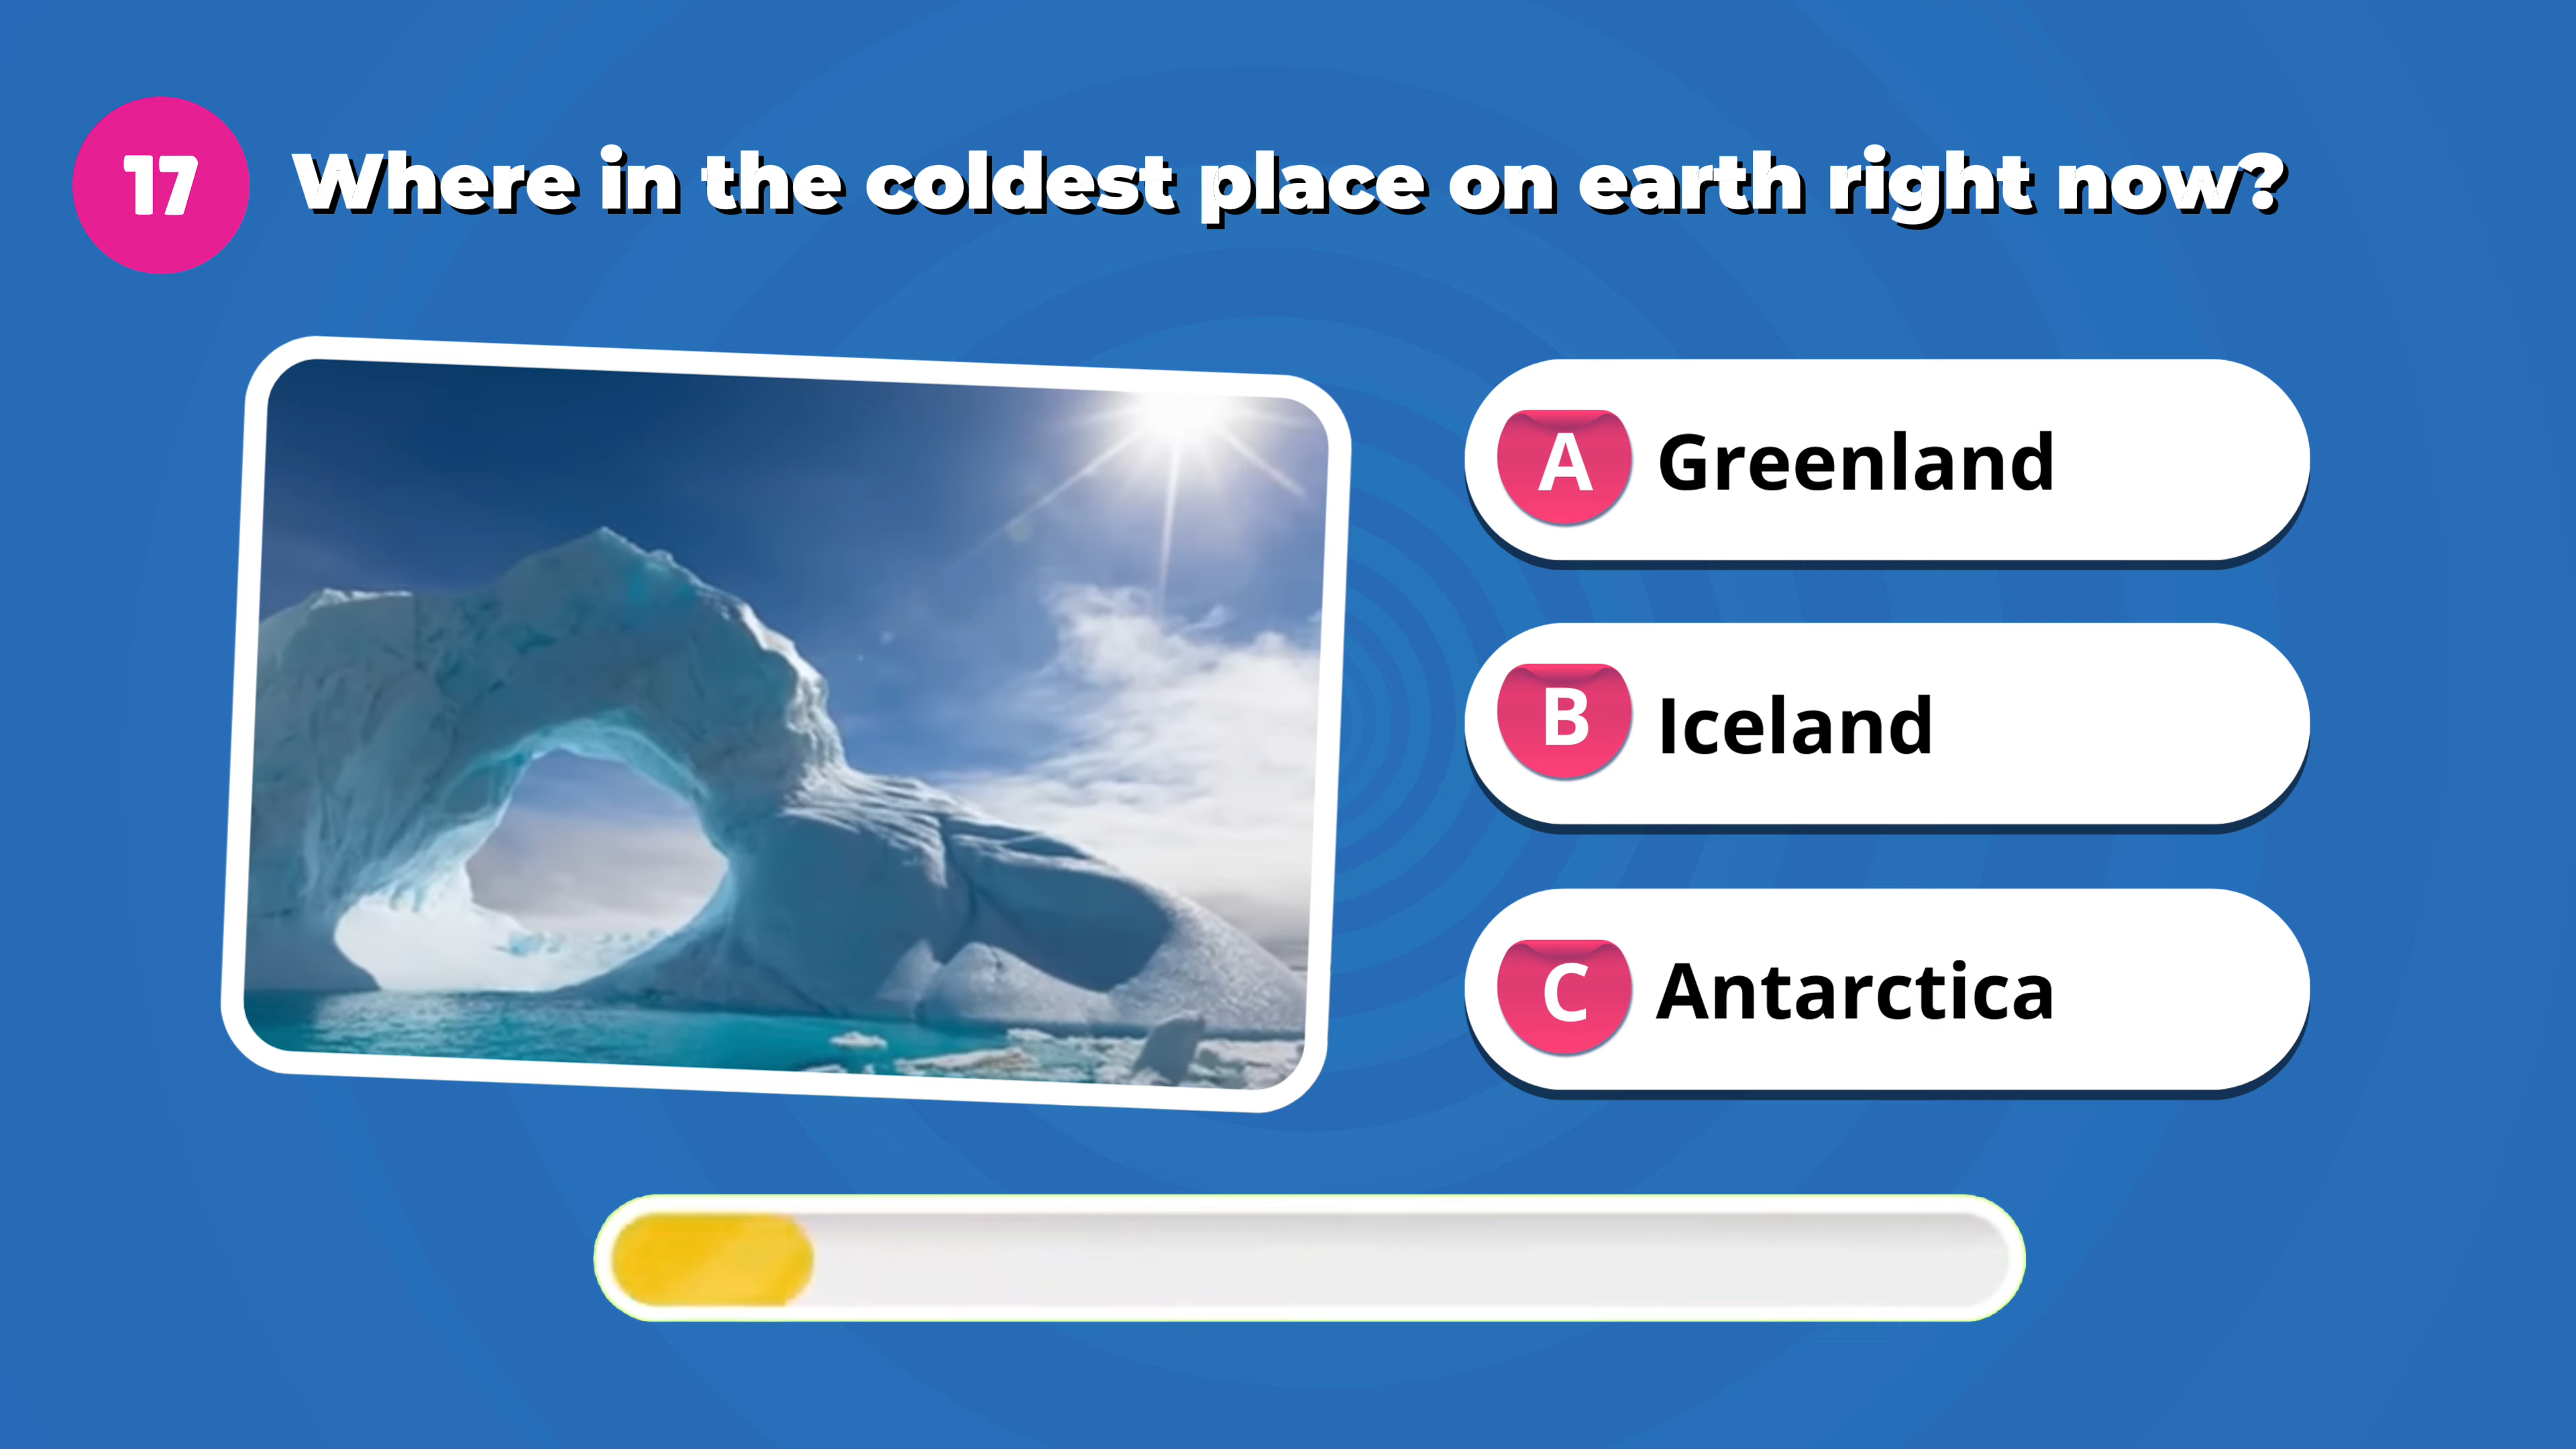 17
Where in the coldest place on earth right now?
A Greenland
B Iceland
C Antarctica